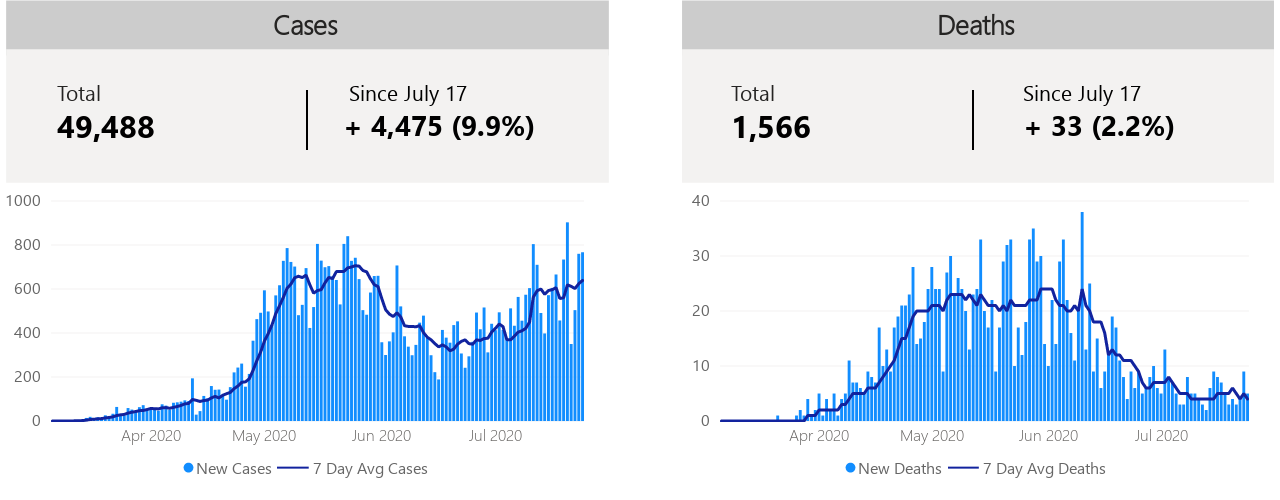 Cases
Total
49,488
Since July 17
+ 4,475 (9.9%)
1000
800
600
400
200
0
Apr 2020 May 2020 Jun 2020 Jul 2020
New Cases 7 Day Avg Cases
Deaths
Total
1,566
Since July 17
+ 33 (2.2%)
40
30
20
10
0
Apr 2020 May 2020 Jun 2020 Jul 2020
New Deaths 7 Day Avg Deaths